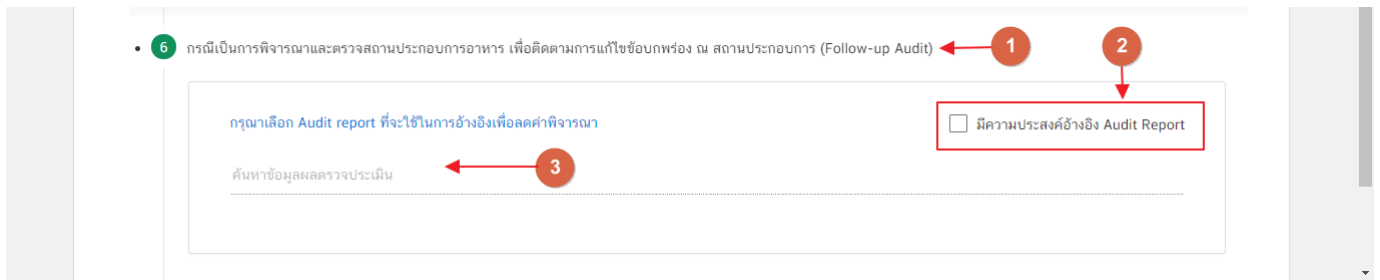 6 กรณีเป็นการพิจารณาและตรวจสถานประกอบการอาหาร เพื่อติดตามการแก้ไขข้อบกพร่อง ณ สถานประกอบการ (Follow-up Audit) 1 2
กรุณาเลือก Audit report ที่จะใช้ในการอ้างอิงเพื่อลดค่าพิจารณา มีความประสงค์อ้างอิง Audit Report
ค้นหาข้อมูลผลตรวจประเมิน 3